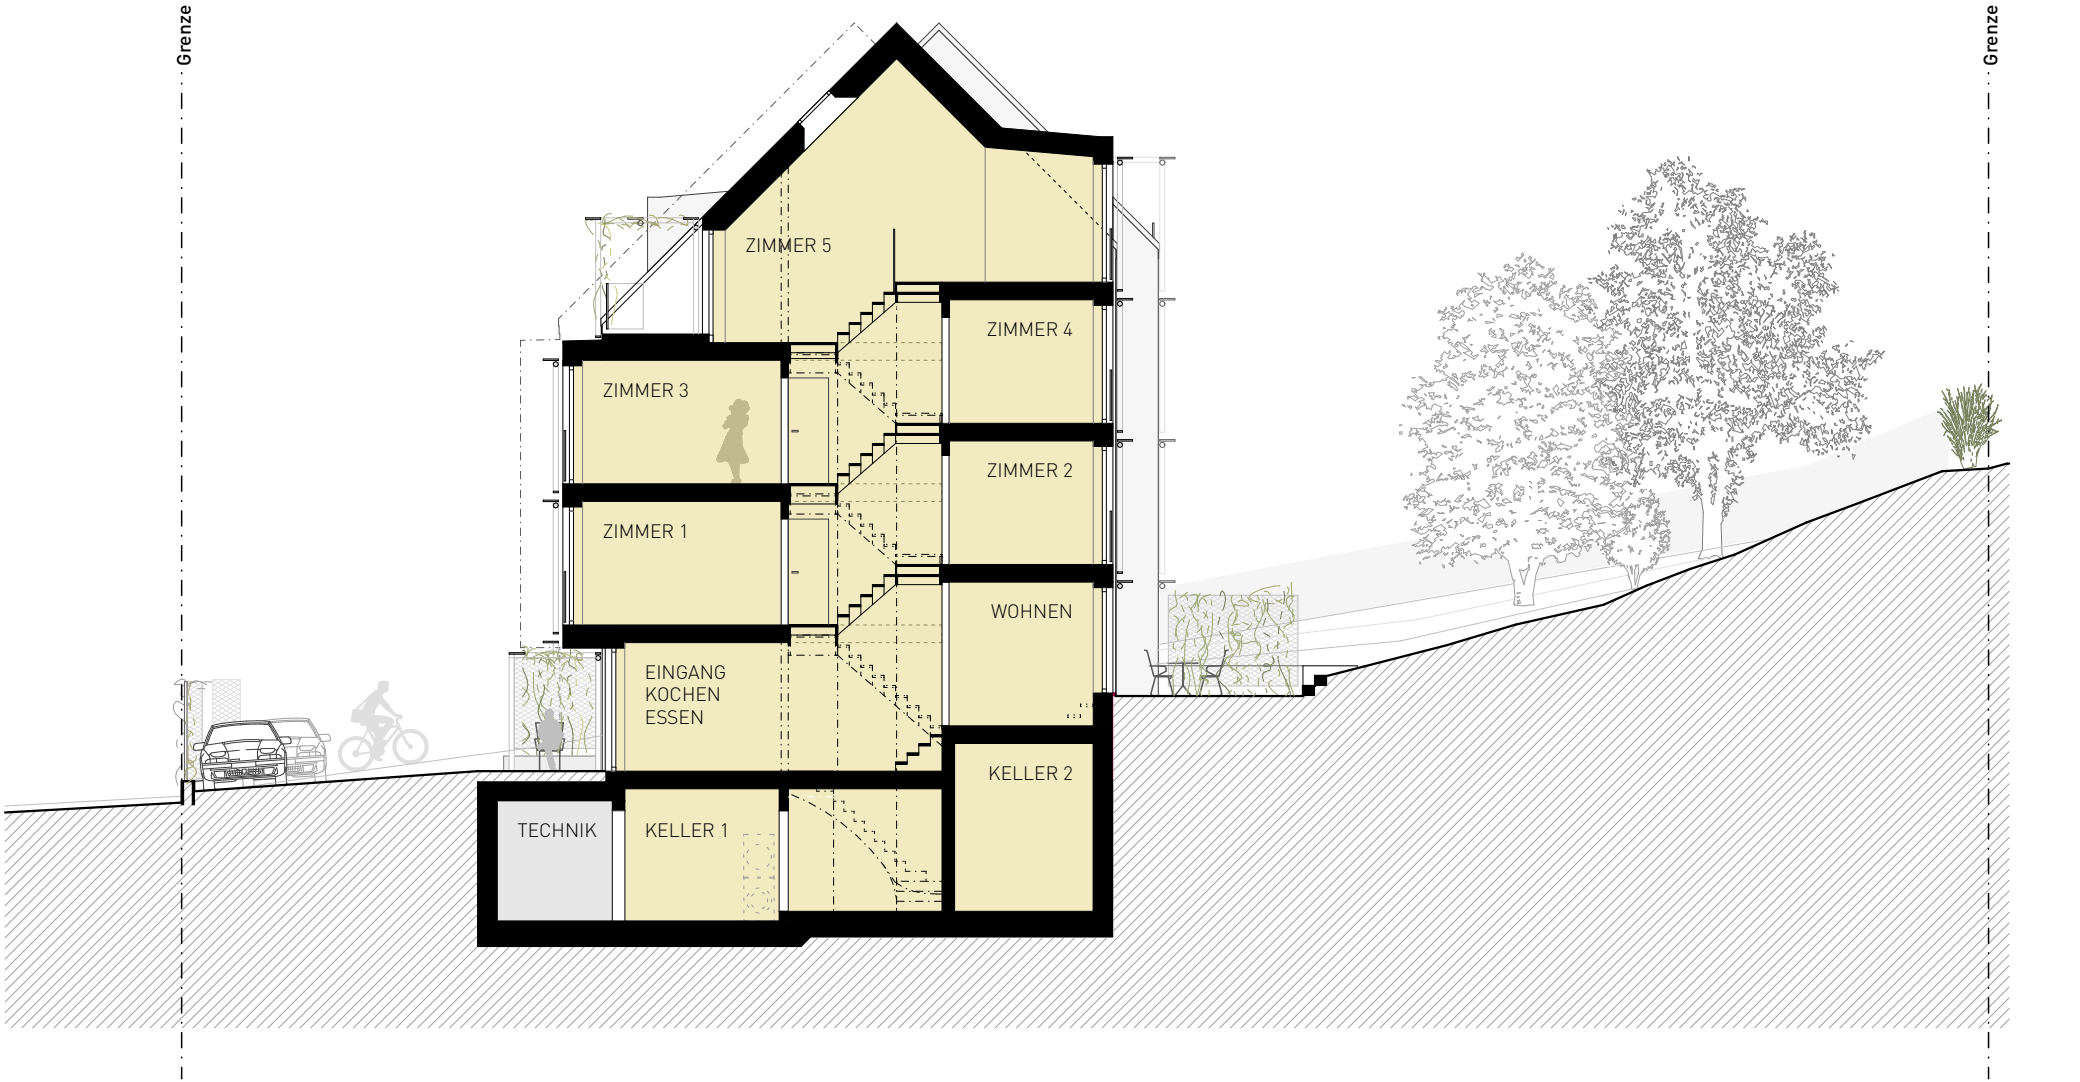 Grenze
Grenze
ZIMMER 5
ZIMMER 4
ZIMMER 3
ZIMMER 2
ZIMMER 1
WOHNEN
EINGANG
KOCHEN
ESSEN
KELLER 2
TECHNIK
KELLER 1